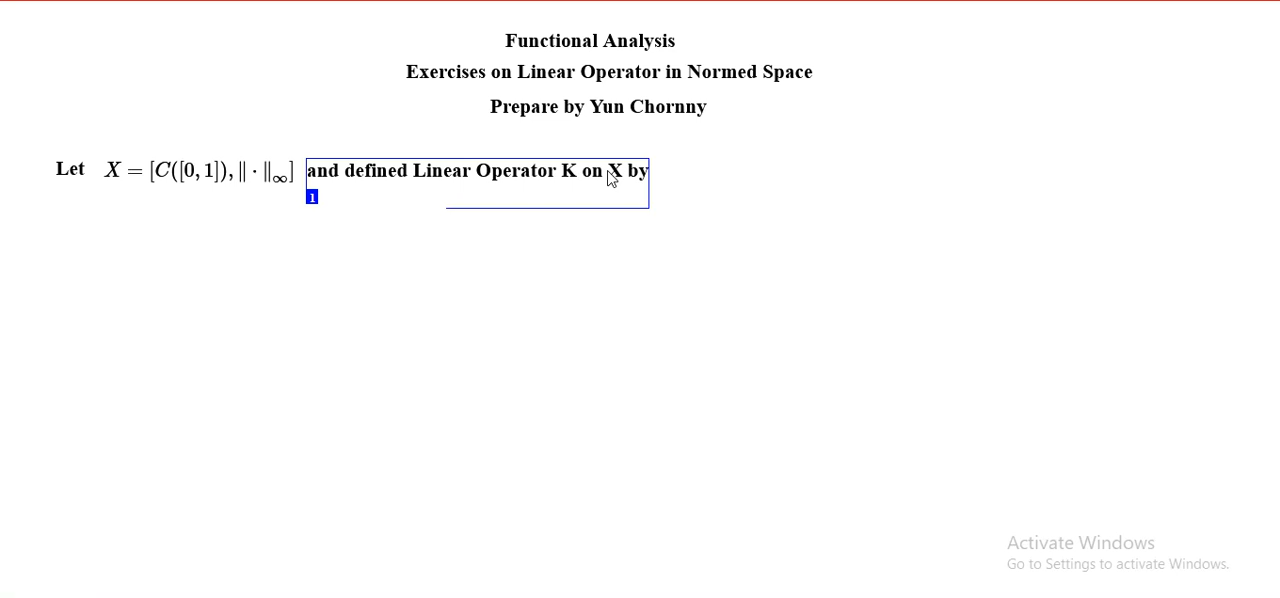 Functional Analysis
Exercises on Linear Operator in Normed Space
Prepare by Yun Chornny
Let X = [C([0, 1]), ‖ · ‖∞] and defined Linear Operator K on X by
1
Activate Windows
Go to Settings to activate Windows.